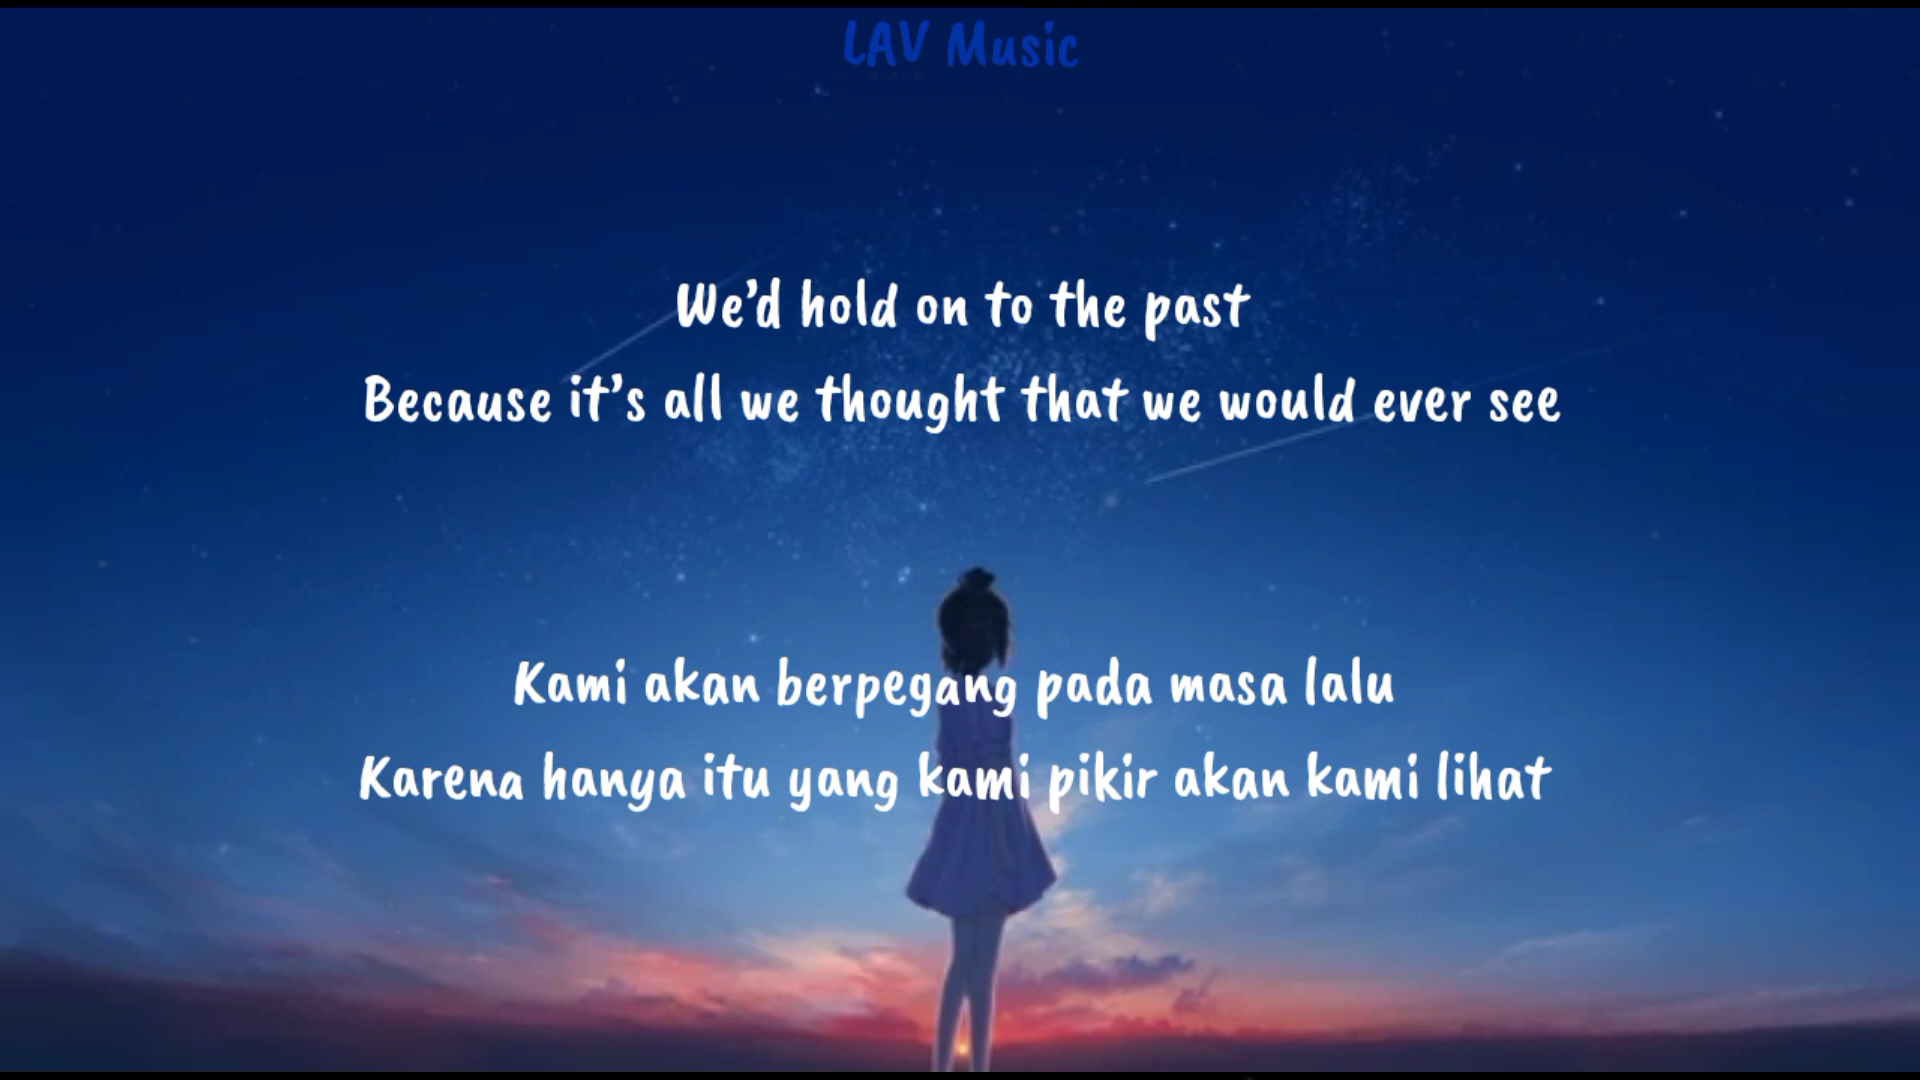 LAV Music
We’d hold on to the past
Because it’s all we thought that we would ever see
Kami akan berpegang pada masa lalu
Karena hanya itu yang kami pikir akan kami lihat